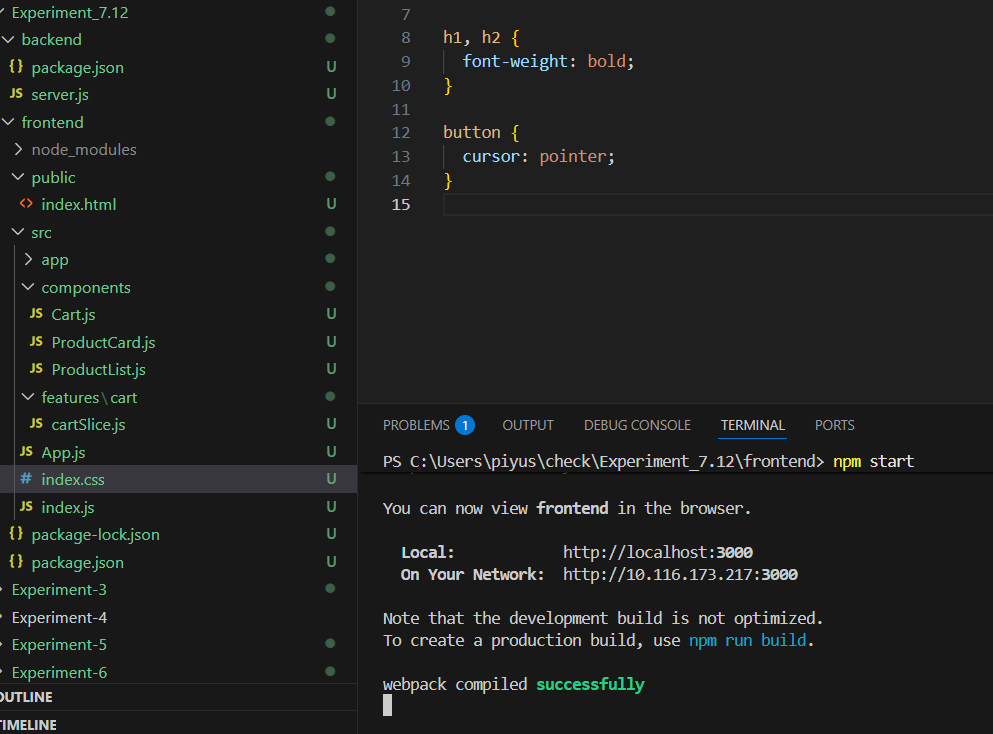 Experiment_7.12
backend
{} package.json U
JS server.js U
frontend
node_modules
public
<> index.html U
src
app
components
JS Cart.js U
JS ProductCard.js U
JS ProductList.js U
features\cart
JS cartSlice.js U
JS App.js U
# index.css U
JS index.js U
{} package-lock.json U
{} package.json U
Experiment-3
Experiment-4
Experiment-5
Experiment-6
OUTLINE
TIMELINE
7
8 h1, h2 {
9 font-weight: bold;
10 }
11
12 button {
13 cursor: pointer;
14 }
15
PROBLEMS 1 OUTPUT DEBUG CONSOLE TERMINAL PORTS
PS C:\Users\piyus\check\Experiment_7.12\frontend> npm start
You can now view frontend in the browser.
Local: http://localhost:3000
On Your Network: http://10.116.173.217:3000
Note that the development build is not optimized.
To create a production build, use npm run build.
webpack compiled successfully